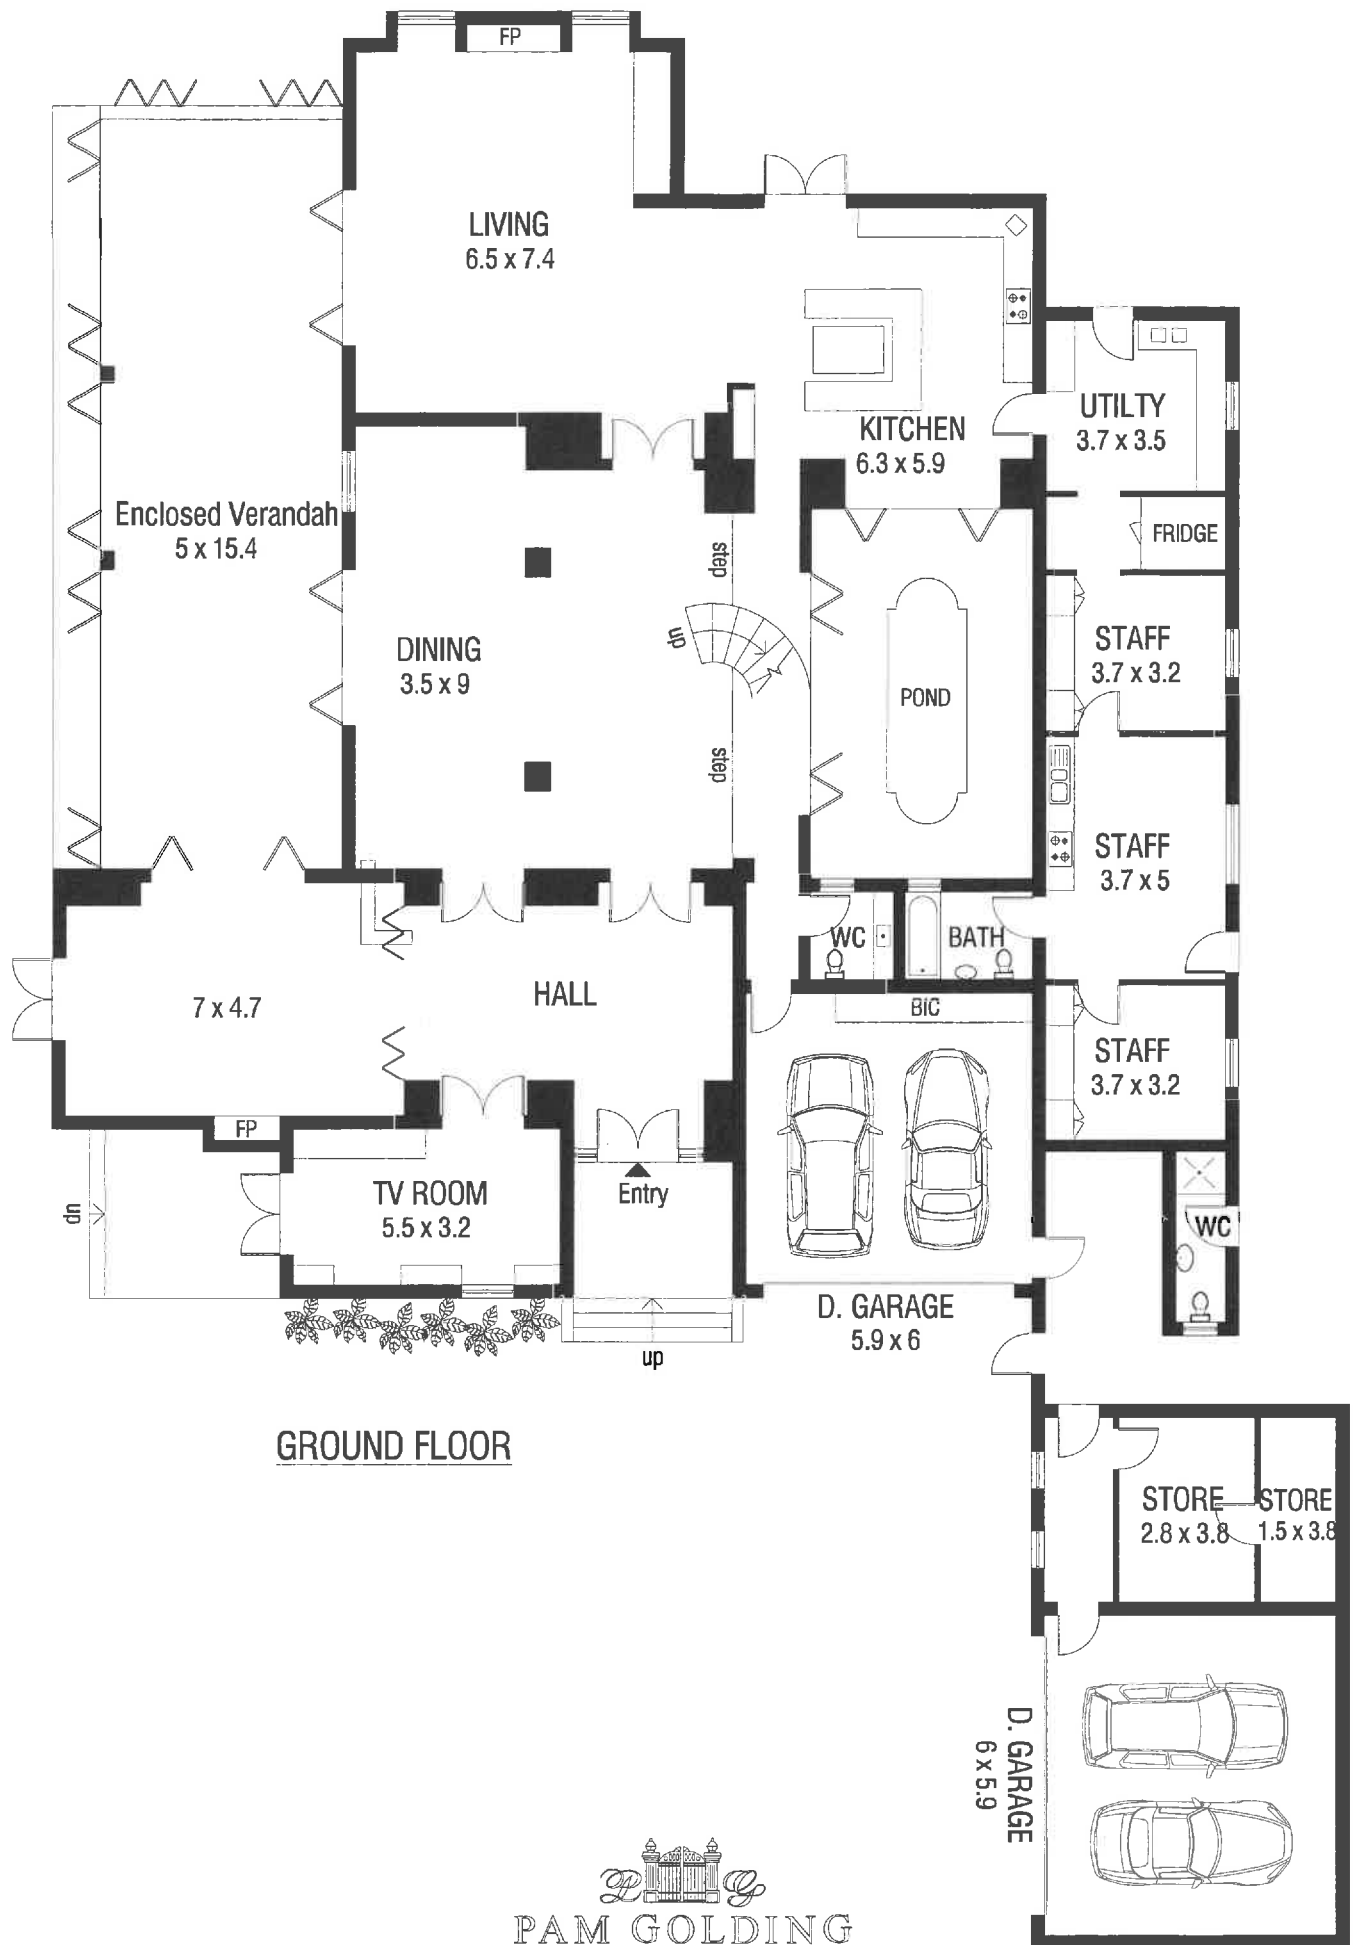 FP
LIVING
6.5 x 7.4
KITCHEN
6.3 x 5.9
UTILTY
3.7 x 3.5
Enclosed Verandah
5 x 15.4
FRIDGE
step
up
DINING
3.5 x 9
STAFF
3.7 x 3.2
POND
step
STAFF
3.7 x 5
WC
BATH
HALL
7 x 4.7
BIC
STAFF
3.7 x 3.2
FP
TV ROOM
5.5 x 3.2
Entry
dn
WC
D. GARAGE
5.9 x 6
up
GROUND FLOOR
STORE
2.8 x 3.8
STORE
1.5 x 3.8
D. GARAGE
6 x 5.9
P G
PAM GOLDING